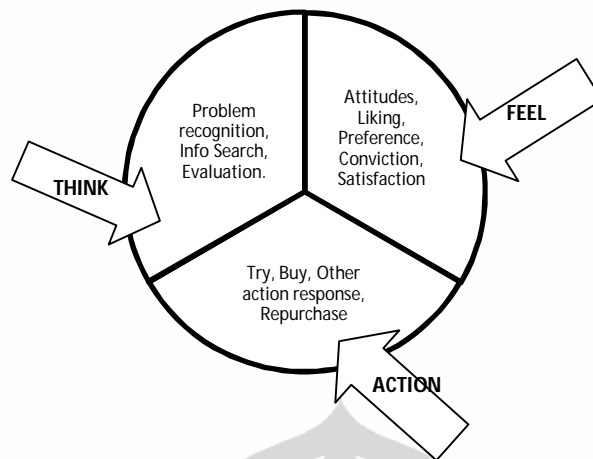 Problem
recognition,
Info Search,
Evaluation.
Attitudes,
Liking,
Preference,
Conviction,
Satisfaction
FEEL
THINK
Try, Buy, Other
action response,
Repurchase
ACTION